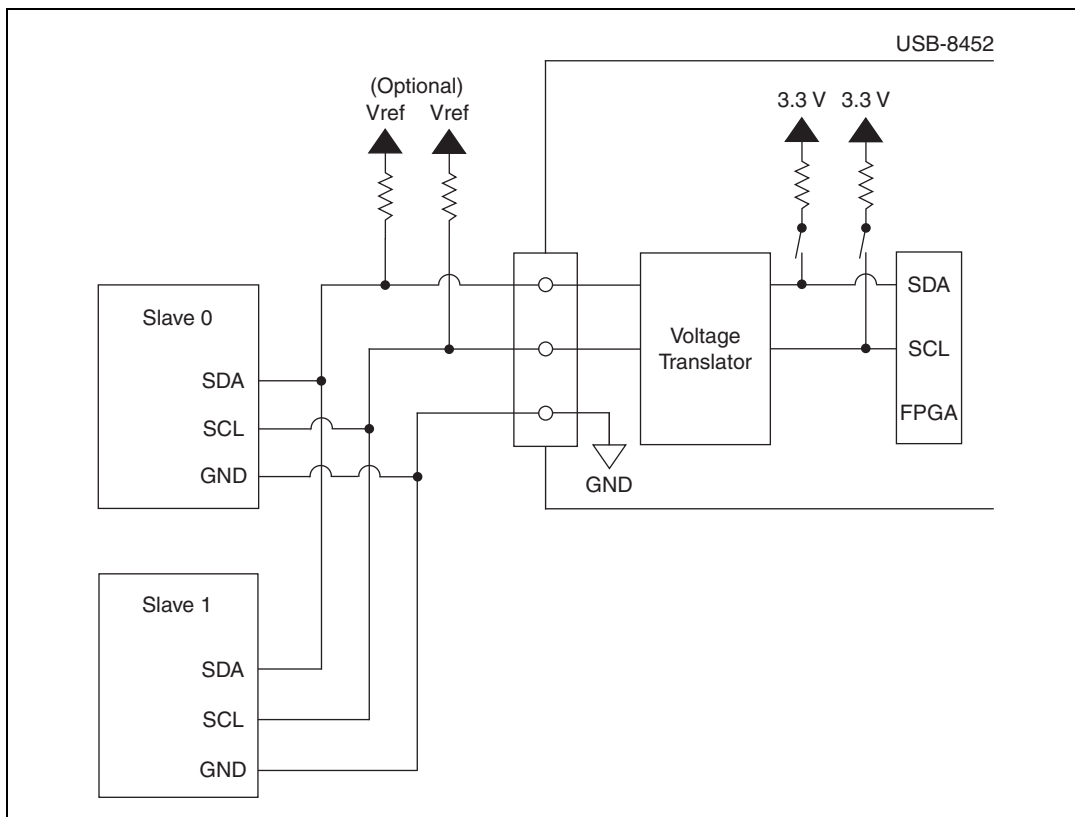 USB-8452
(Optional)
Vref Vref
3.3 V 3.3 V
Slave 0
SDA
SCL
GND
Voltage
Translator
SDA
SCL
FPGA
GND
Slave 1
SDA
SCL
GND